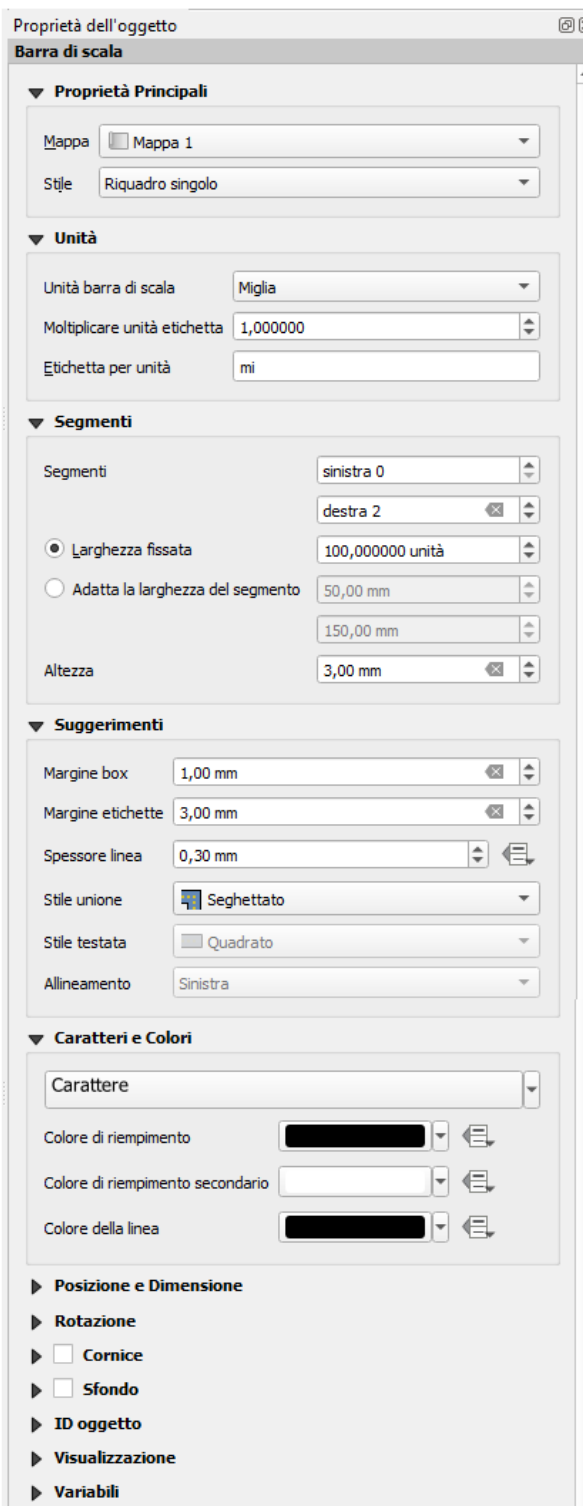 Proprietà dell'oggetto
Barra di scala
Proprietà Principali
Mappa Mappa 1
Stile Riquadro singolo
Unità
Unità barra di scala Miglia
Moltiplicare unità etichetta 1,000000
Etichetta per unità mi
Segmenti
Segmenti sinistra 0
destra 2
Larghezza fissata 100,000000 unità
Adatta la larghezza del segmento 50,00 mm
150,00 mm
Altezza 3,00 mm
Suggerimenti
Margine box 1,00 mm
Margine etichette 3,00 mm
Spessore linea 0,30 mm
Stile unione Seghettato
Stile testata Quadrato
Allineamento Sinistra
Caratteri e Colori
Carattere
Colore di riempimento
Colore di riempimento secondario
Colore della linea
Posizione e Dimensione
Rotazione
Cornice
Sfondo
ID oggetto
Visualizzazione
Variabili